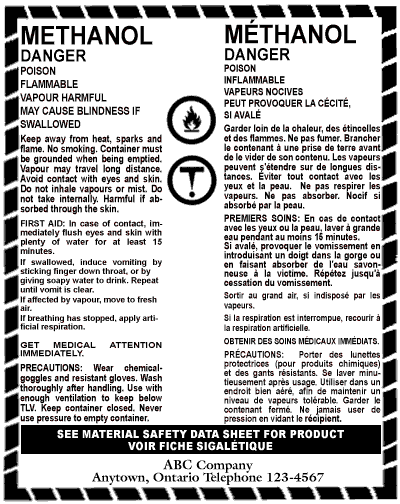 METHANOL
DANGER
POISON
FLAMMABLE
VAPOUR HARMFUL
MAY CAUSE BLINDNESS IF
SWALLOWED
Keep away from heat, sparks and
flame. No smoking. Container must
be grounded when being emptied.
Vapour may travel long distance.
Avoid contact with eyes and skin.
Do not inhale vapours or mist. Do
not take internally. Harmful if ab-
sorbed through the skin.
FIRST AID: In case of contact, im-
mediately flush eyes and skin with
plenty of water for at least 15
minutes.
If swallowed, induce vomiting by
sticking finger down throat, or by
giving soapy water to drink. Repeat
until vomit is clear.
If affected by vapour, move to fresh
air.
If breathing has stopped, apply arti-
ficial respiration.
GET MEDICAL ATTENTION
IMMEDIATELY.
PRECAUTIONS: Wear chemical-
goggles and resistant gloves. Wash
thoroughly after handling. Use with
enough ventilation to keep below
TLV. Keep container closed. Never
use pressure to empty container.
MÉTHANOL
DANGER
POISON
INFLAMMABLE
VAPEURS NOCIVES
PEUT PROVOQUER LA CÉCITÉ,
SI AVALÉ
Garder loin de la chaleur, des étincelles
et des flammes. Ne pas fumer. Brancher
le contenant à une prise de terre avant
de le vider de son contenu. Les vapeurs
peuvent s'étendre sur de longues dis-
tances. Éviter tout contact avec les
yeux et la peau. Ne pas respirer les
vapeurs. Ne pas absorber. Nocif si
absorbé par la peau.
PREMIERS SOINS: En cas de contact
avec les yeux ou la peau, laver à grande
eau pendant au moins 15 minutes.
Si avalé, provoquer le vomissement en
introduisant un doigt dans la gorge ou
en faisant absorber de l'eau savon-
neuse à la victime. Répétez jusqu'à
cessation du vomissement.
Sortir au grand air, si indisposé par les
vapeurs.
Si la respiration est interrompue, recourir à
la respiration artificielle.
OBTENIR DES SOINS MÉDICAUX IMMÉDIATS.
PRÉCAUTIONS: Porter des lunettes
protectrices (pour produits chimiques)
et des gants résistants. Se laver minu-
tieusement après usage. Utiliser dans un
endroit bien aéré, afin de maintenir un
niveau de vapeurs tolérable. Garder le
contenant fermé. Ne jamais user de
pression en vidant le récipient.
SEE MATERIAL SAFETY DATA SHEET FOR PRODUCT
VOIR FICHE SIGALÉTIQUE
ABC Company
Anytown, Ontario Telephone 123-4567